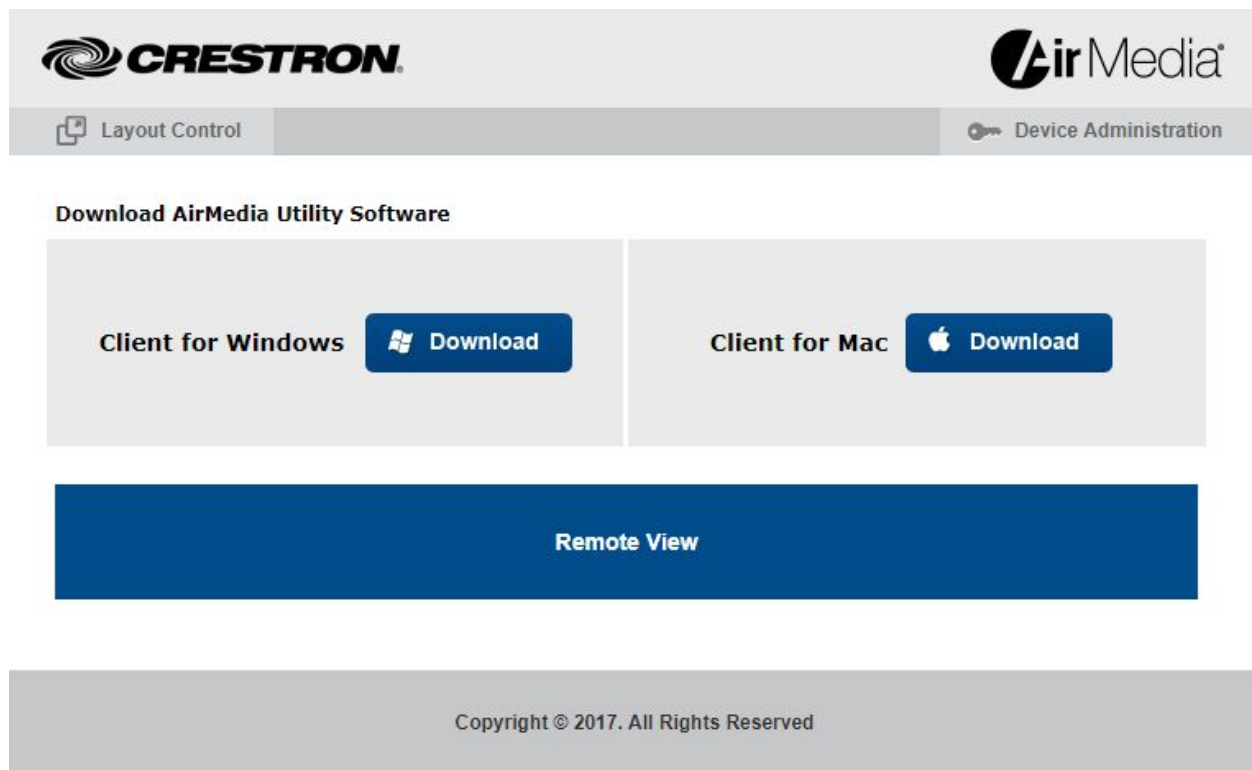 CRESTRON.
AirMedia®
Layout Control
Device Administration
Download AirMedia Utility Software
Client for Windows
Download
Client for Mac
Download
Remote View
Copyright © 2017. All Rights Reserved